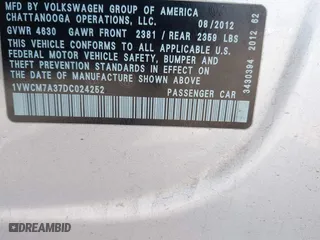 MFD BY VOLKSWAGEN GROUP OF AMERICA
CHATTANOOGA OPERATIONS, LLC. 08/2012
GVWR 4630 GAWR FRONT 2381 / REAR 2359 LBS
THIS VEHICLE CONFORMS TO ALL APPLICABLE U.S.
FEDERAL MOTOR VEHICLE SAFETY, BUMPER AND
THEFT PREVENTION STANDARDS IN EFFECT ON THE
DATE OF MANUFACTURE SHOWN ABOVE
1VWCM7A37DC024252 PASSENGER CAR
3430394 2012 62
DREAMBID